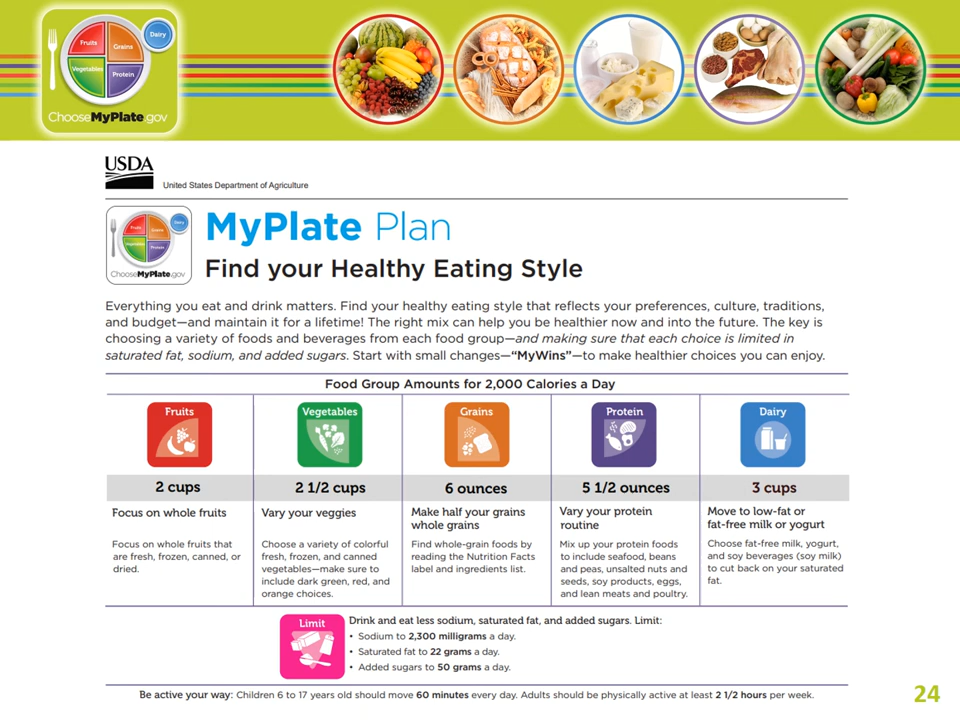 Fruits
Grains
Dairy
Vegetables
Protein
ChooseMyPlate.gov
USDA
United States Department of Agriculture
Fruits
Grains
Dairy
Vegetables
Protein
ChooseMyPlate.gov
MyPlate Plan
Find your Healthy Eating Style
Everything you eat and drink matters. Find your healthy eating style that reflects your preferences, culture, traditions,
and budget—and maintain it for a lifetime! The right mix can help you be healthier now and into the future. The key is
choosing a variety of foods and beverages from each food group—and making sure that each choice is limited in
saturated fat, sodium, and added sugars. Start with small changes—“MyWins”—to make healthier choices you can enjoy.
Food Group Amounts for 2,000 Calories a Day
Fruits
2 cups
Focus on whole fruits
Focus on whole fruits that
are fresh, frozen, canned, or
dried.
Vegetables
2 1/2 cups
Vary your veggies
Choose a variety of colorful
fresh, frozen, and canned
vegetables—make sure to
include dark green, red, and
orange choices.
Grains
6 ounces
Make half your grains
whole grains
Find whole-grain foods by
reading the Nutrition Facts
label and ingredients list.
Protein
5 1/2 ounces
Vary your protein
routine
Mix up your protein foods
to include seafood, beans
and peas, unsalted nuts and
seeds, soy products, eggs,
and lean meats and poultry.
Dairy
3 cups
Move to low-fat or
fat-free milk or yogurt
Choose fat-free milk, yogurt,
and soy beverages (soy milk)
to cut back on your saturated
fat.
Limit
Drink and eat less sodium, saturated fat, and added sugars. Limit:
• Sodium to 2,300 milligrams a day.
• Saturated fat to 22 grams a day.
• Added sugars to 50 grams a day.
Be active your way: Children 6 to 17 years old should move 60 minutes every day. Adults should be physically active at least 2 1/2 hours per week.
24